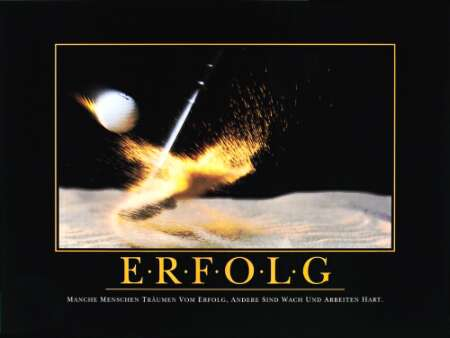 E·R·F·O·L·G
MANCHE MENSCHEN TRÄUMEN VOM ERFOLG, ANDERE SIND WACH UND ARBEITEN HART.